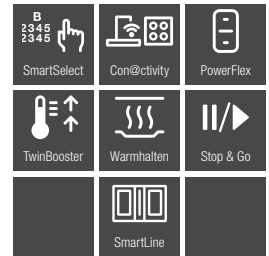 B
2345
2345
SmartSelect
Con@ctivity
PowerFlex
TwinBooster
Warmhalten
Stop & Go
SmartLine